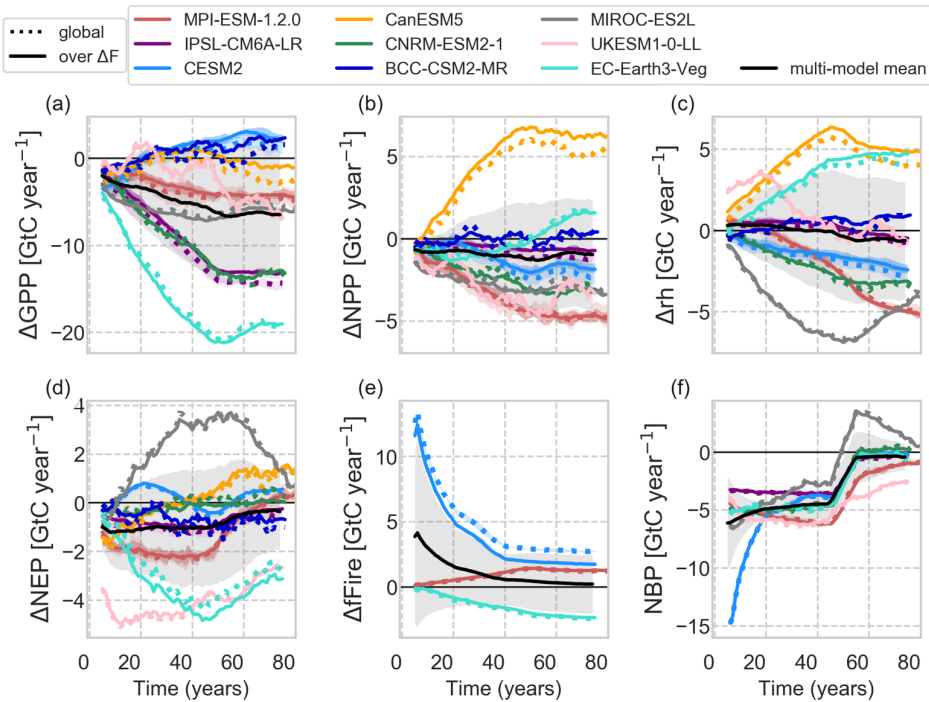 global
over ΔF
MPI-ESM-1.2.0
IPSL-CM6A-LR
CESM2
CanESM5
CNRM-ESM2-1
BCC-CSM2-MR
MIROC-ES2L
UKESM1-0-LL
EC-Earth3-Veg
multi-model mean
(a)
(b)
(c)
ΔGPP [GtC year⁻¹]
0
−10
−20
ΔNPP [GtC year⁻¹]
5
0
−5
Δrh [GtC year⁻¹]
5
0
−5
(d)
(e)
(f)
ΔNEP [GtC year⁻¹]
4
2
0
−2
−4
ΔfFire [GtC year⁻¹]
10
5
0
NBP [GtC year⁻¹]
0
−5
−10
−15
0 20 40 60 80
0 20 40 60 80
0 20 40 60 80
Time (years)
Time (years)
Time (years)